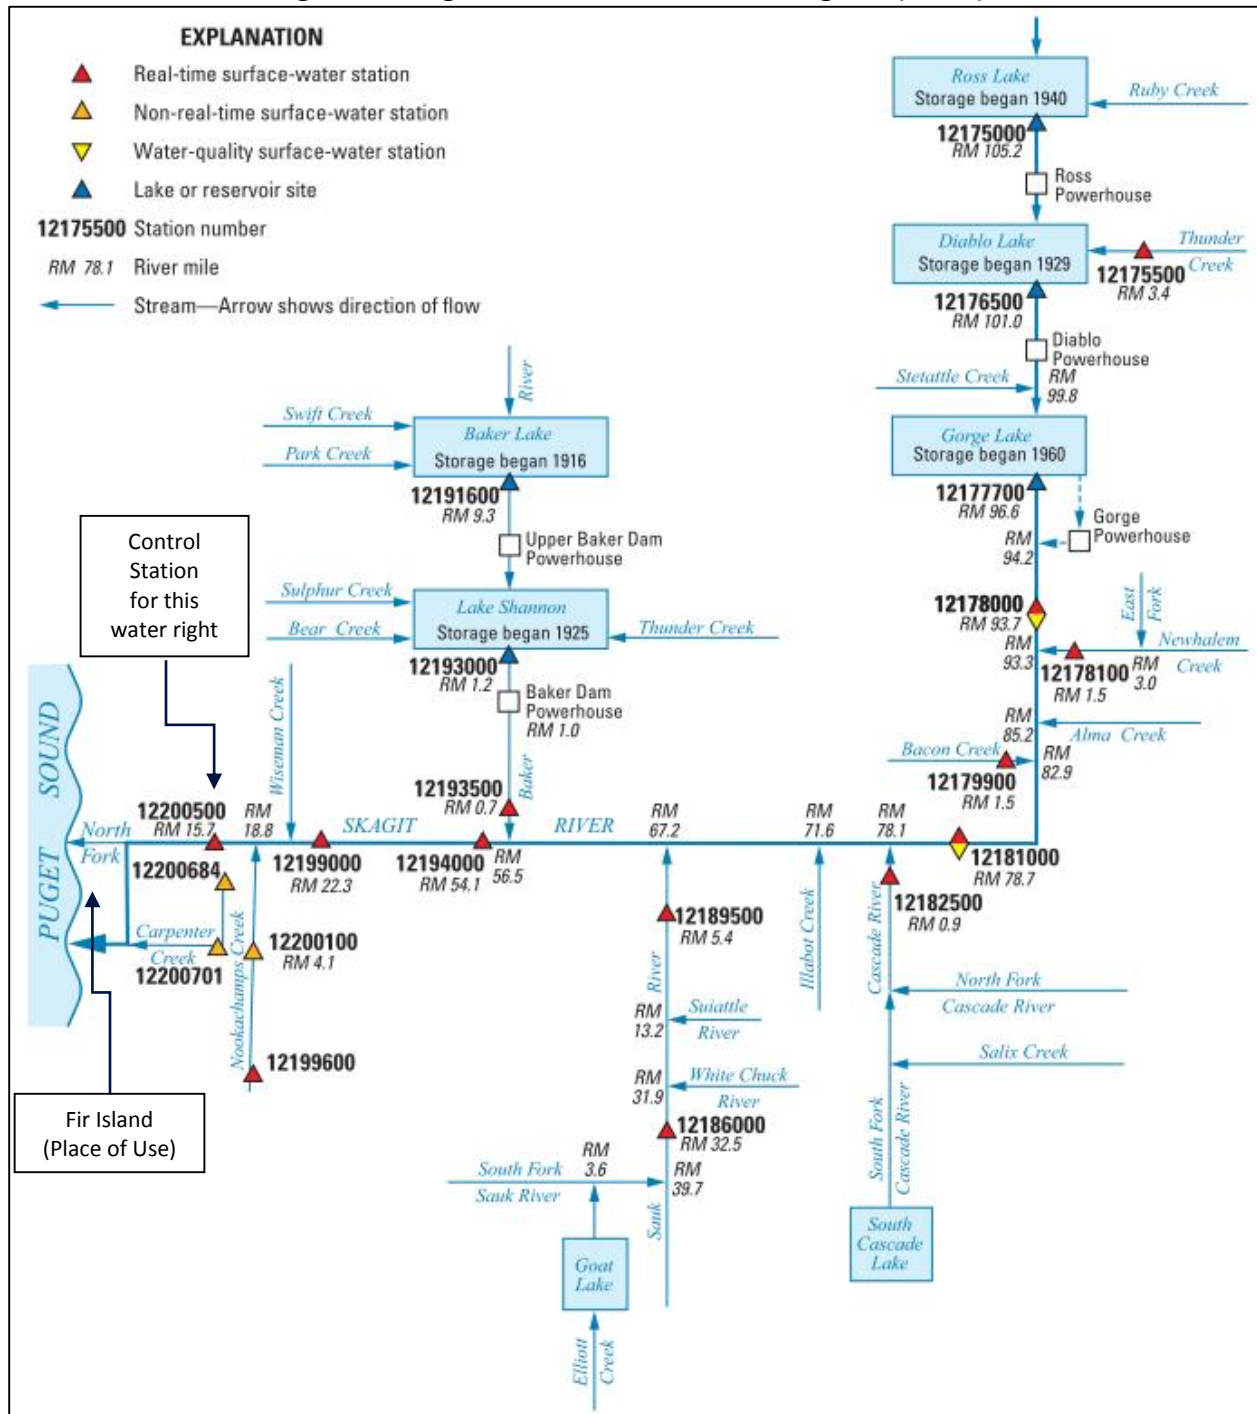 EXPLANATION
Real-time surface-water station
Non-real-time surface-water station
Water-quality surface-water station
Lake or reservoir site
12175500 Station number
RM 78.1 River mile
Stream—Arrow shows direction of flow
Ross Lake
Storage began 1940
Ruby Creek
12175000
RM 105.2
Ross
Powerhouse
Diablo Lake
Storage began 1929
Thunder
Creek
12175500
RM 3.4
12176500
RM 101.0
Diablo
Powerhouse
Stetattle Creek
RM
99.8
Gorge Lake
Storage began 1960
12177700
RM 96.6
Gorge
Powerhouse
RM
94.2
12178000
RM 93.7
East
Fork
RM
93.3
Newhalem
Creek
12178100
RM 1.5
RM
3.0
RM
85.2
Alma Creek
Bacon Creek
RM
82.9
12179900
RM 1.5
River
Swift Creek
Park Creek
Baker Lake
Storage began 1916
12191600
RM 9.3
Upper Baker Dam
Powerhouse
Sulphur Creek
Bear Creek
Lake Shannon
Storage began 1925
Thunder Creek
12193000
RM 1.2
Baker Dam
Powerhouse
RM 1.0
Control
Station
for this
water right
Wiseman Creek
12193500
RM 0.7
Baker
PUGET SOUND
North
Fork
12200500
RM 15.7
RM
18.8
SKAGIT
RIVER
RM
67.2
RM
71.6
RM
78.1
12199000
RM 22.3
12194000
RM 54.1
RM
56.5
12181000
RM 78.7
12200684
Carpenter
Creek
12200701
Nookachamps Creek
12200100
RM 4.1
12199600
Fir Island
(Place of Use)
12189500
RM 5.4
River
Illabot Creek
Cascade River
12182500
RM 0.9
North Fork
Cascade River
RM
13.2
Suiattle
River
Salix Creek
RM
31.9
White Chuck
River
12186000
RM 32.5
South Fork
Cascade River
South Fork
Sauk River
RM
3.6
RM
39.7
Sauk
Goat
Lake
South
Cascade
Lake
Elliott
Creek